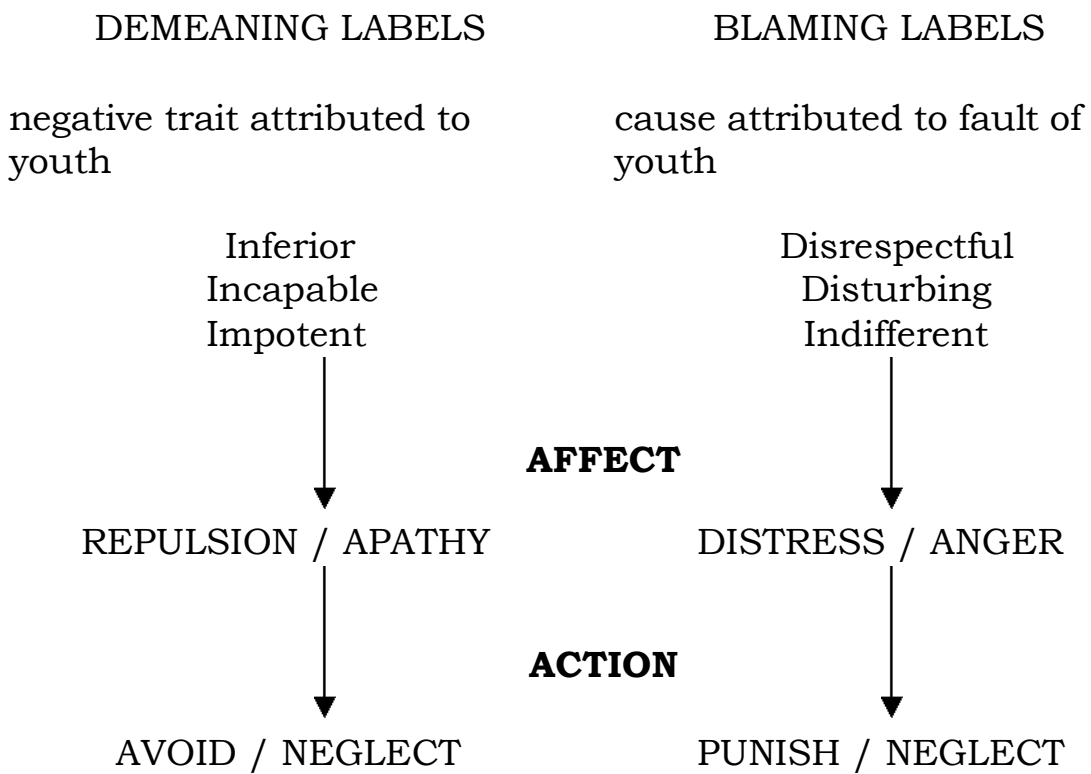 DEMEANING LABELS
BLAMING LABELS
negative trait attributed to
youth
cause attributed to fault of
youth
Inferior
Incapable
Impotent
Disrespectful
Disturbing
Indifferent
AFFECT
REPULSION / APATHY
DISTRESS / ANGER
ACTION
AVOID / NEGLECT
PUNISH / NEGLECT